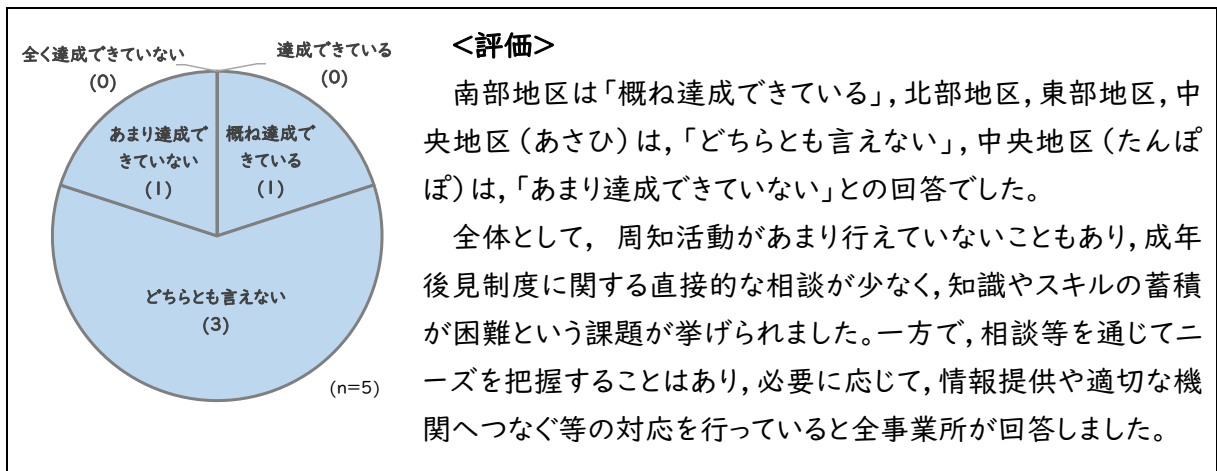 全く達成できていない
(0)
達成できている
(0)
あまり達成で
きていない
(1)
概ね達成で
きている
(1)
どちらとも言えない
(3)
(n=5)
<評価>
南部地区は「概ね達成できている」,北部地区,東部地区,中
央地区(あさひ)は,「どちらとも言えない」,中央地区(たんぽ
ぽ)は,「あまり達成できていない」との回答でした。
全体として, 周知活動があまり行えていないこともあり,成年
後見制度に関する直接的な相談が少なく,知識やスキルの蓄積
が困難という課題が挙げられました。一方で,相談等を通じてニ
ーズを把握することはあり,必要に応じて,情報提供や適切な機
関へつなぐ等の対応を行っていると全事業所が回答しました。